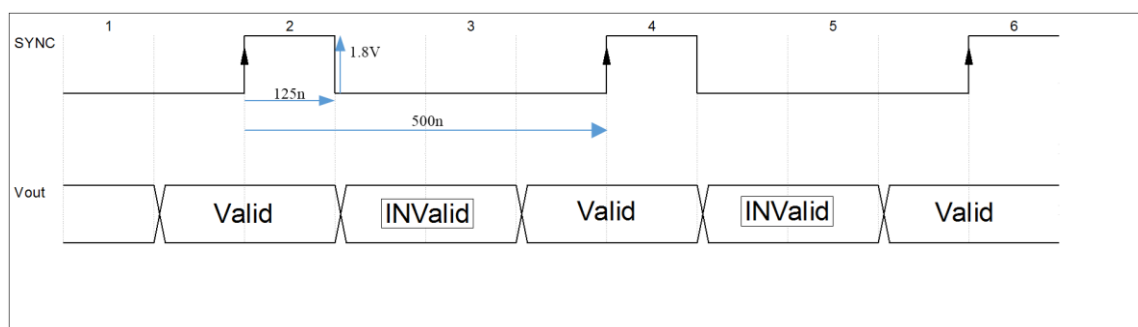 1 2 3 4 5 6
SYNC
1.8V
125n
500n
Vout
Valid INValid Valid INValid Valid